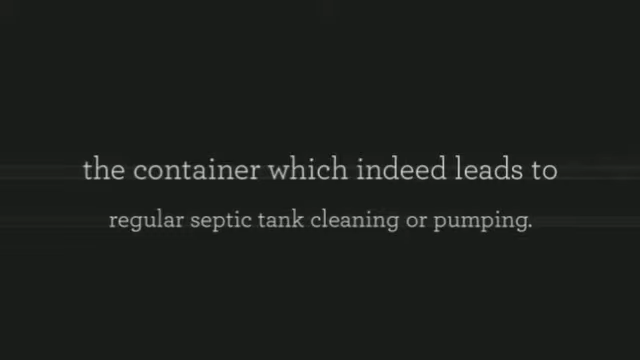 the container which indeed leads to
regular septic tank cleaning or pumping.